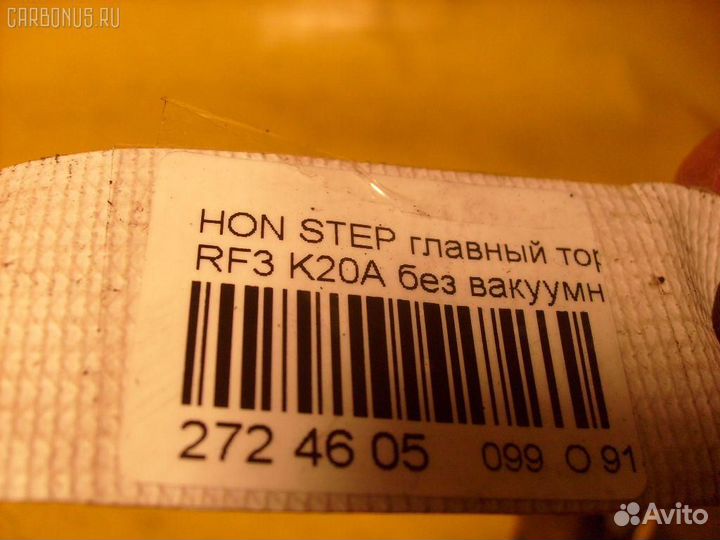 CARBONUS.RU
HON STEP главный тор
RF3 K20A без вакуумн
272 46 05 099 O 91
Avito